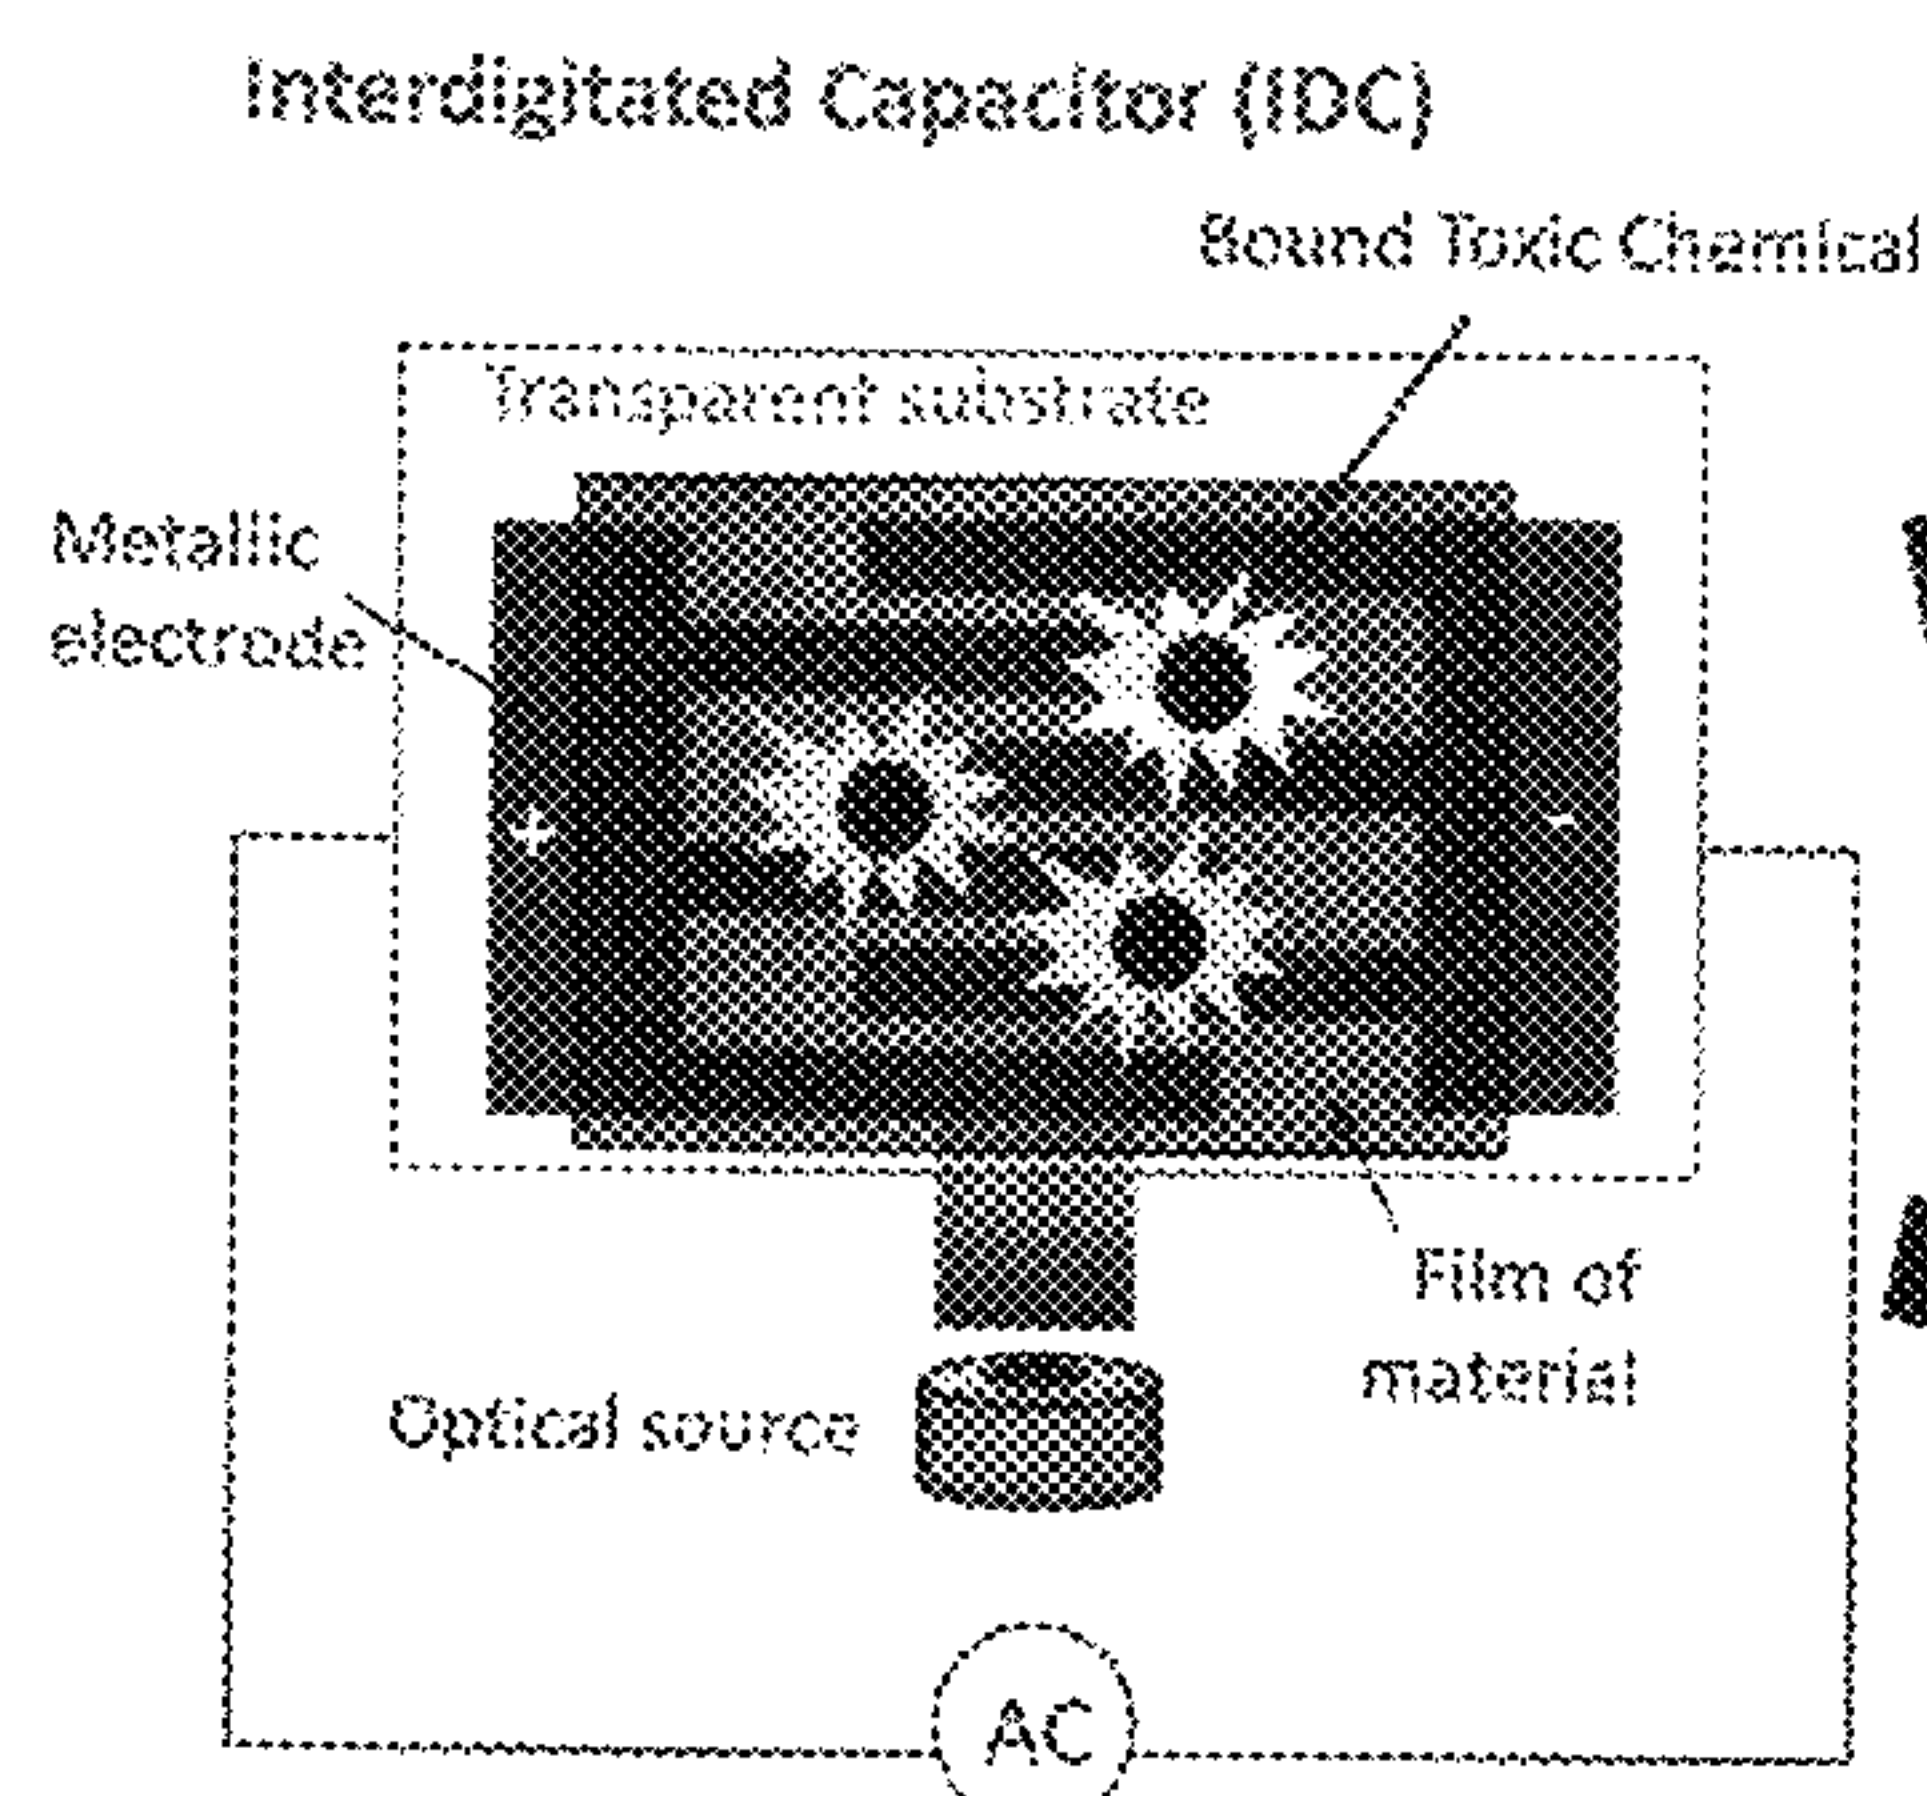 Interdigitated Capacitor (IDC)
Bound Toxic Chemical
Transparent substrate
Metallic
electrode
+
-
Film of
material
Optical source
AC